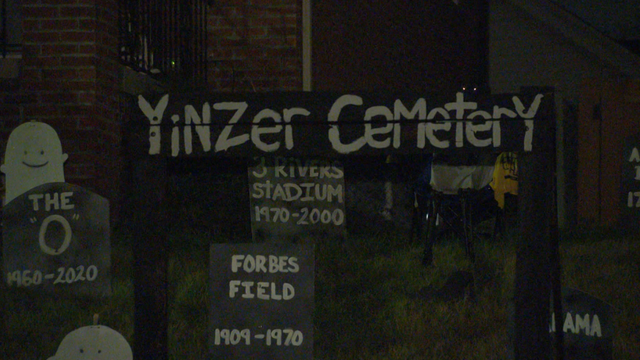 YiNZer CeMeterY
3 RiVERS
STADIUM
1970-2000
THE
"O"
1960-2020
FORBES
FIELD
1909-1970
AMA